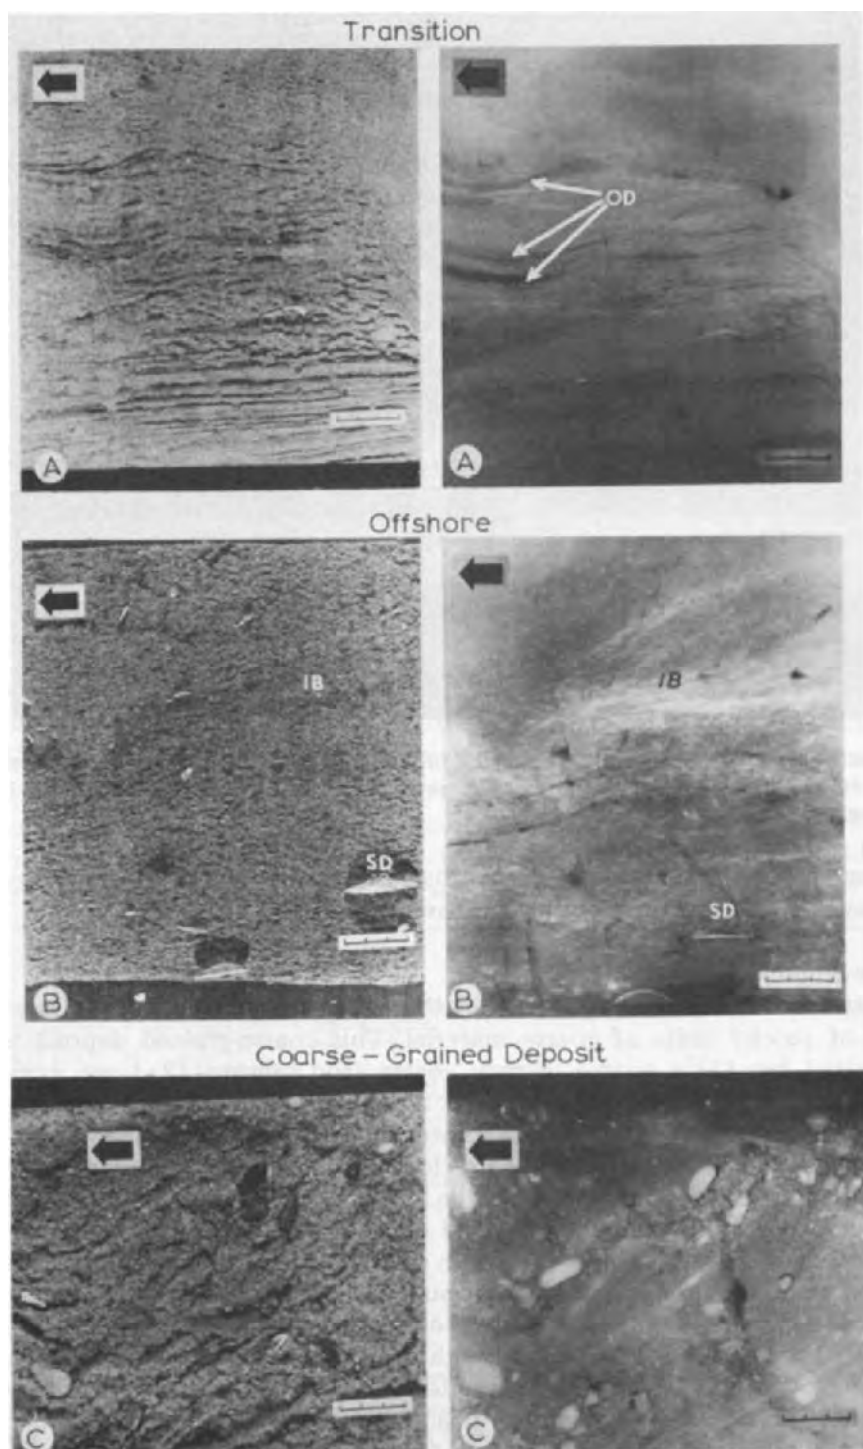 Transition
OD
A
A
Offshore
IB
IB
SD
SD
B
B
Coarse-Grained Deposit
C
C